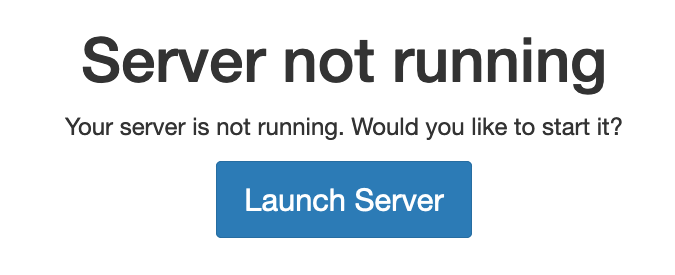 Server not running
Your server is not running. Would you like to start it?
Launch Server